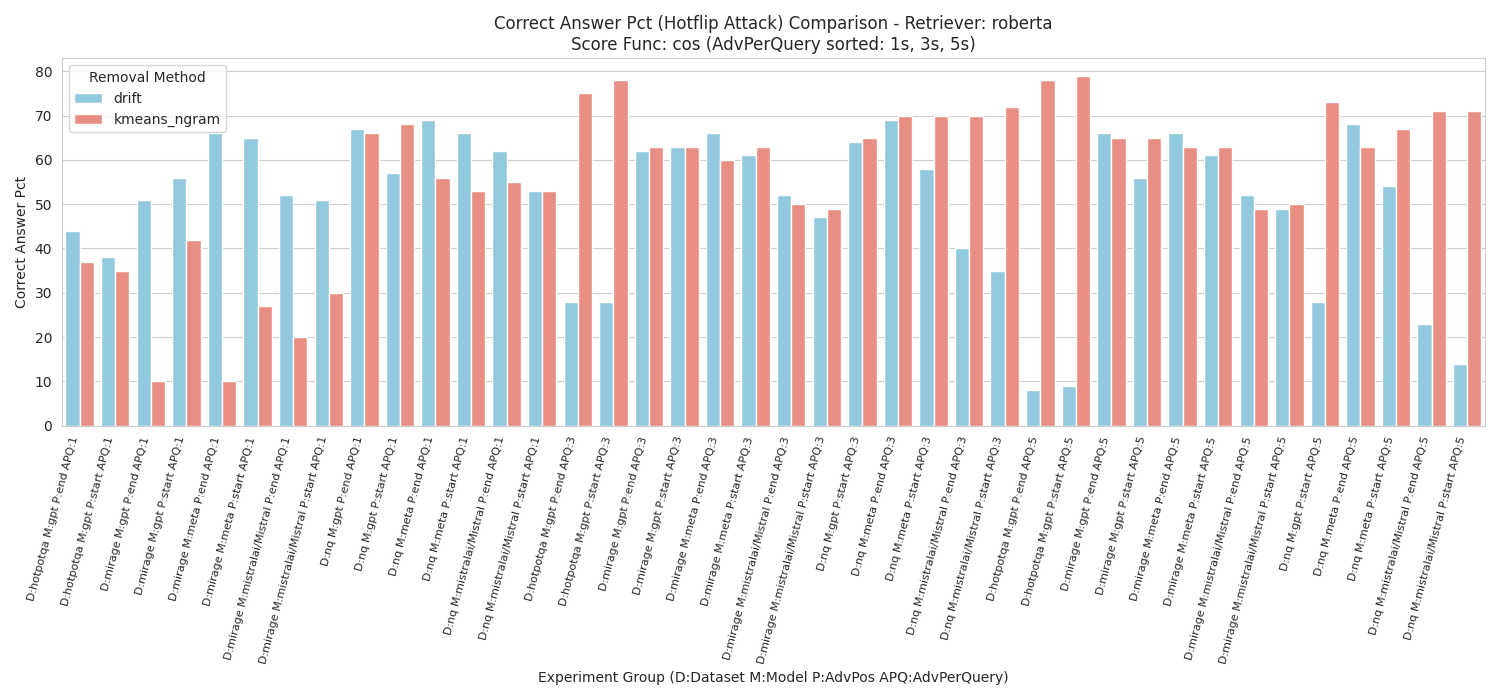 Correct Answer Pct (Hotflip Attack) Comparison - Retriever: roberta
Score Func: cos (AdvPerQuery sorted: 1s, 3s, 5s)
Removal Method
drift
kmeans_ngram
Correct Answer Pct
80
70
60
50
40
30
20
10
0
D:hotpotqa M:gpt P:end APQ:1
D:hotpotqa M:gpt P:start APQ:1
D:mirage M:gpt P:end APQ:1
D:mirage M:gpt P:start APQ:1
D:mirage M:meta P:end APQ:1
D:mirage M:meta P:start APQ:1
D:mirage M:mistralai/Mistral P:end APQ:1
D:mirage M:mistralai/Mistral P:start APQ:1
D:nq M:gpt P:end APQ:1
D:nq M:gpt P:start APQ:1
D:nq M:meta P:end APQ:1
D:nq M:meta P:start APQ:1
D:nq M:mistralai/Mistral P:end APQ:1
D:nq M:mistralai/Mistral P:start APQ:1
D:hotpotqa M:gpt P:end APQ:3
D:hotpotqa M:gpt P:start APQ:3
D:mirage M:gpt P:end APQ:3
D:mirage M:gpt P:start APQ:3
D:mirage M:meta P:end APQ:3
D:mirage M:meta P:start APQ:3
D:mirage M:mistralai/Mistral P:end APQ:3
D:mirage M:mistralai/Mistral P:start APQ:3
D:nq M:gpt P:start APQ:3
D:nq M:meta P:end APQ:3
D:nq M:meta P:start APQ:3
D:nq M:mistralai/Mistral P:end APQ:3
D:nq M:mistralai/Mistral P:start APQ:3
D:hotpotqa M:gpt P:end APQ:5
D:hotpotqa M:gpt P:start APQ:5
D:mirage M:gpt P:end APQ:5
D:mirage M:gpt P:start APQ:5
D:mirage M:meta P:end APQ:5
D:mirage M:meta P:start APQ:5
D:mirage M:mistralai/Mistral P:end APQ:5
D:mirage M:mistralai/Mistral P:start APQ:5
D:nq M:gpt P:start APQ:5
D:nq M:meta P:end APQ:5
D:nq M:meta P:start APQ:5
D:nq M:mistralai/Mistral P:end APQ:5
D:nq M:mistralai/Mistral P:start APQ:5
Experiment Group (D:Dataset M:Model P:AdvPos APQ:AdvPerQuery)